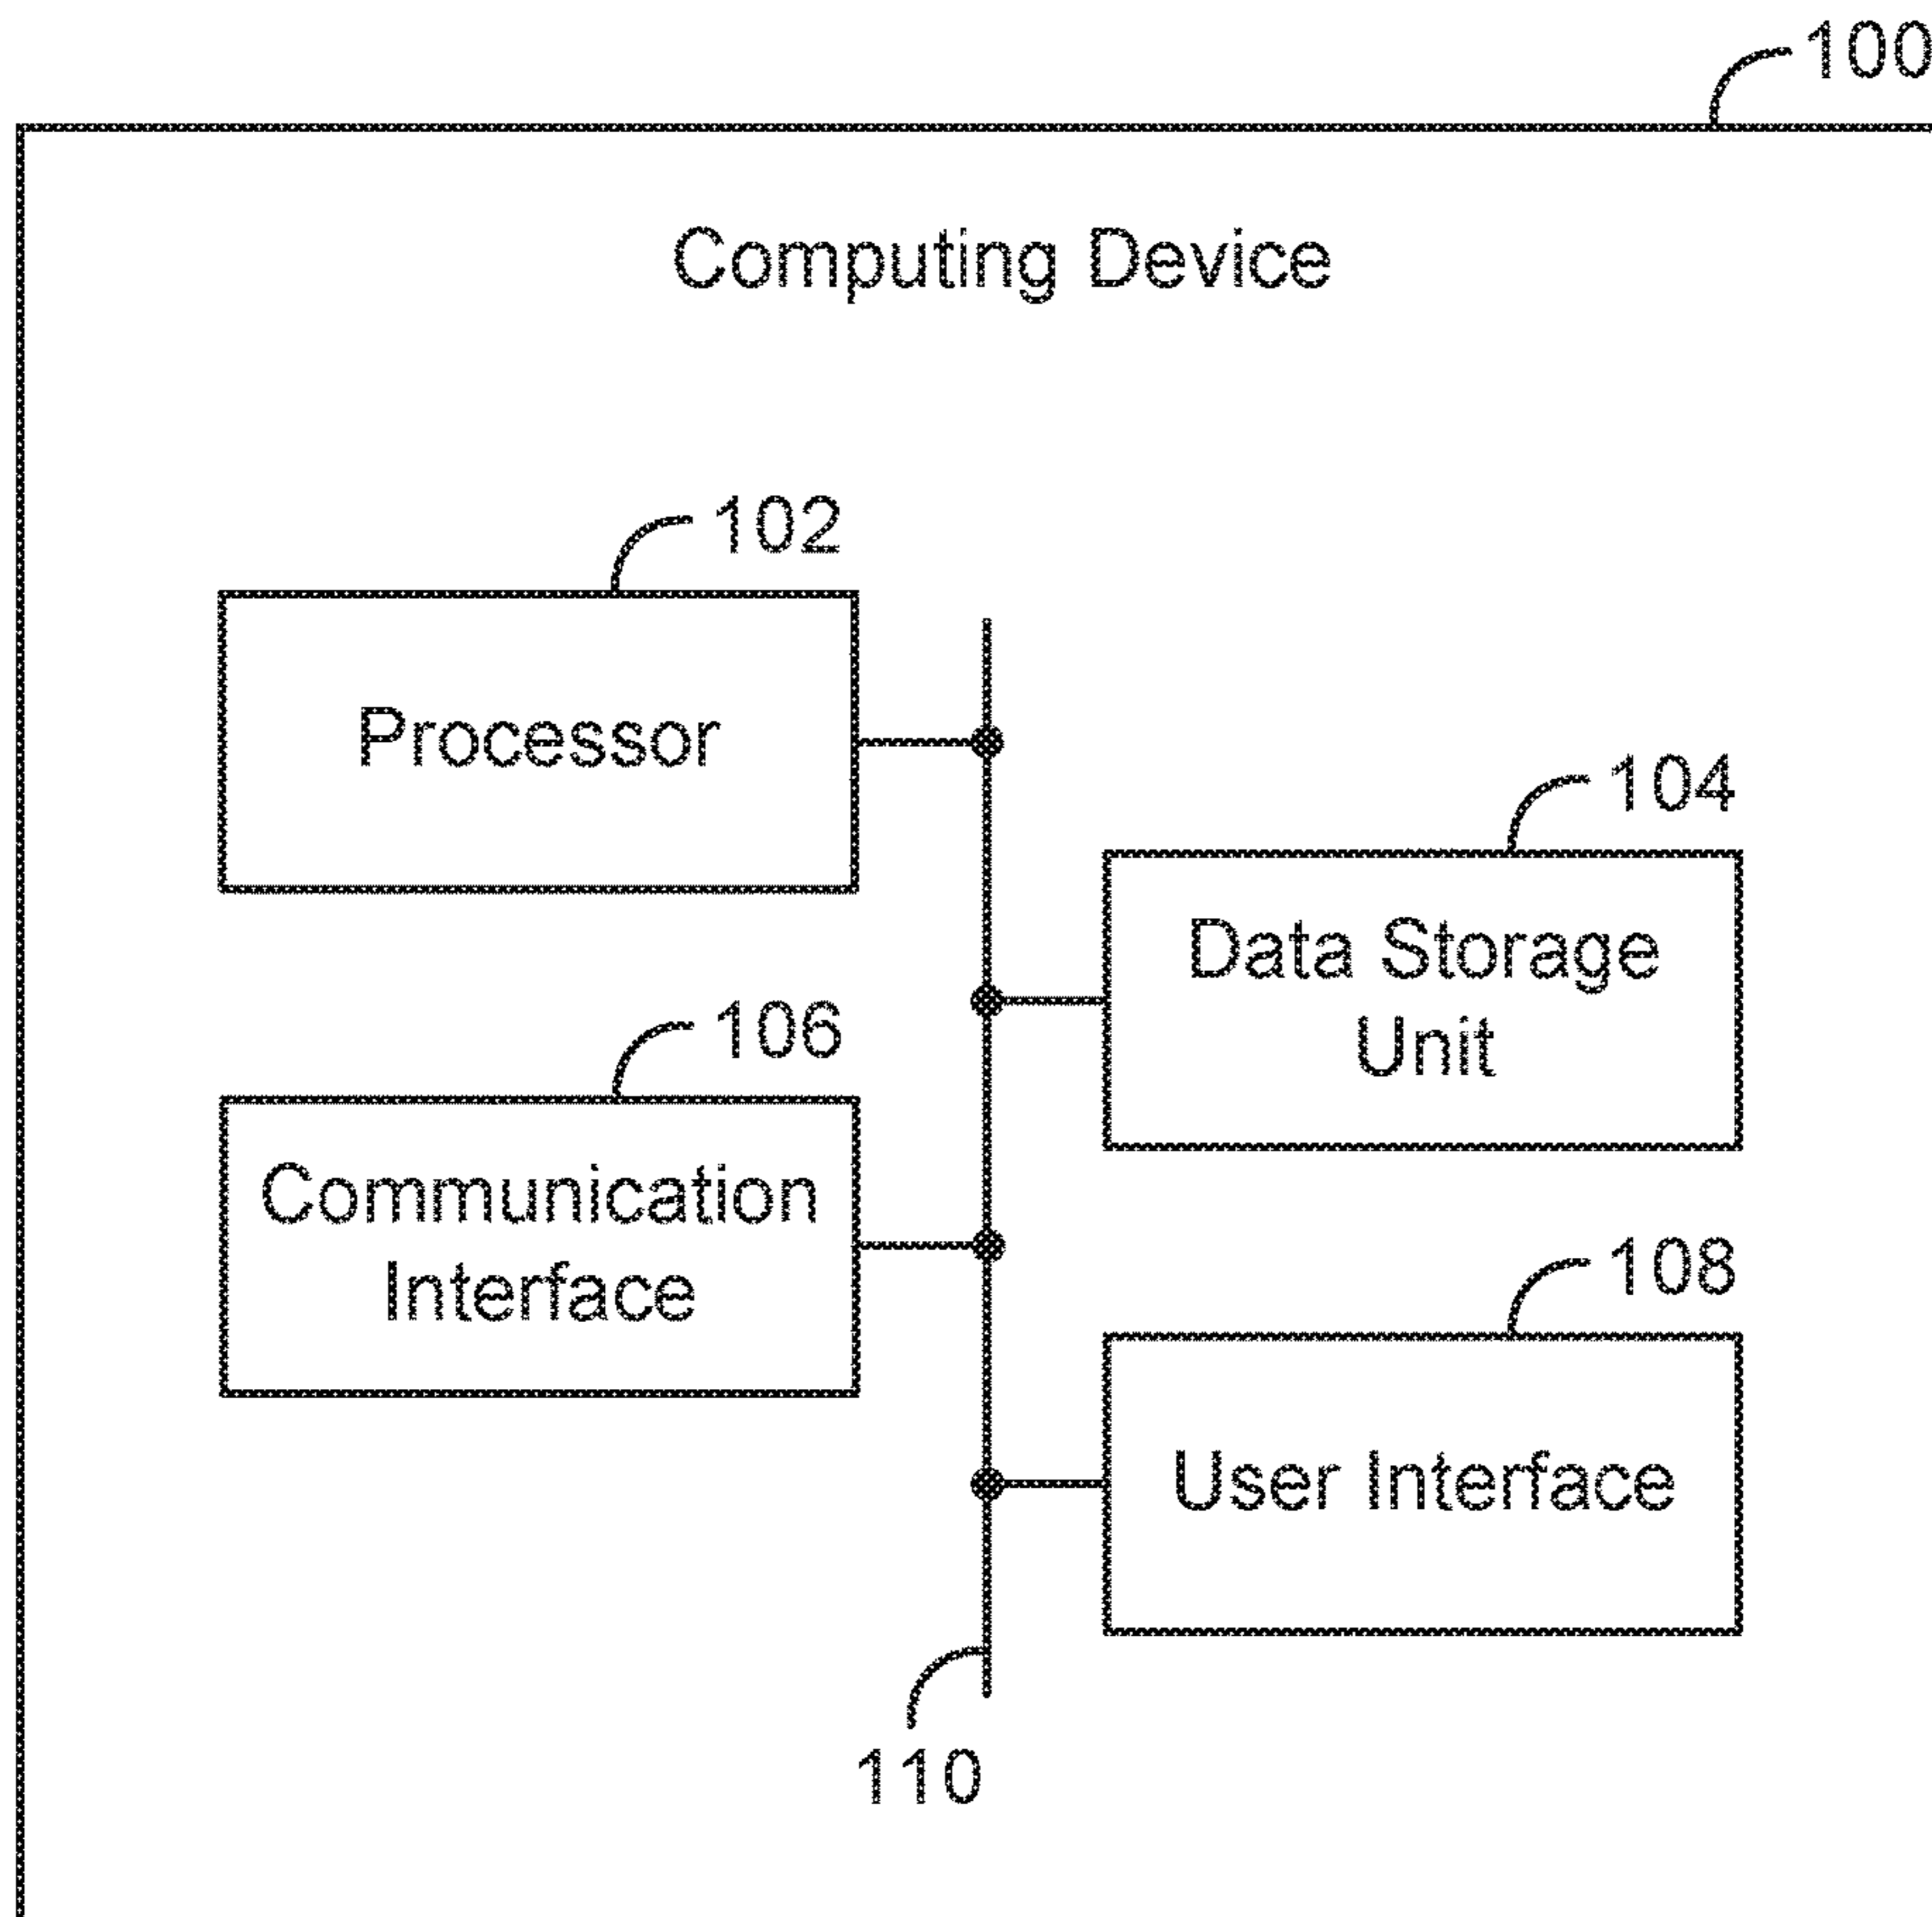 100
Computing Device
102
Processor
104
Data Storage
Unit
106
Communication
Interface
108
User Interface
110